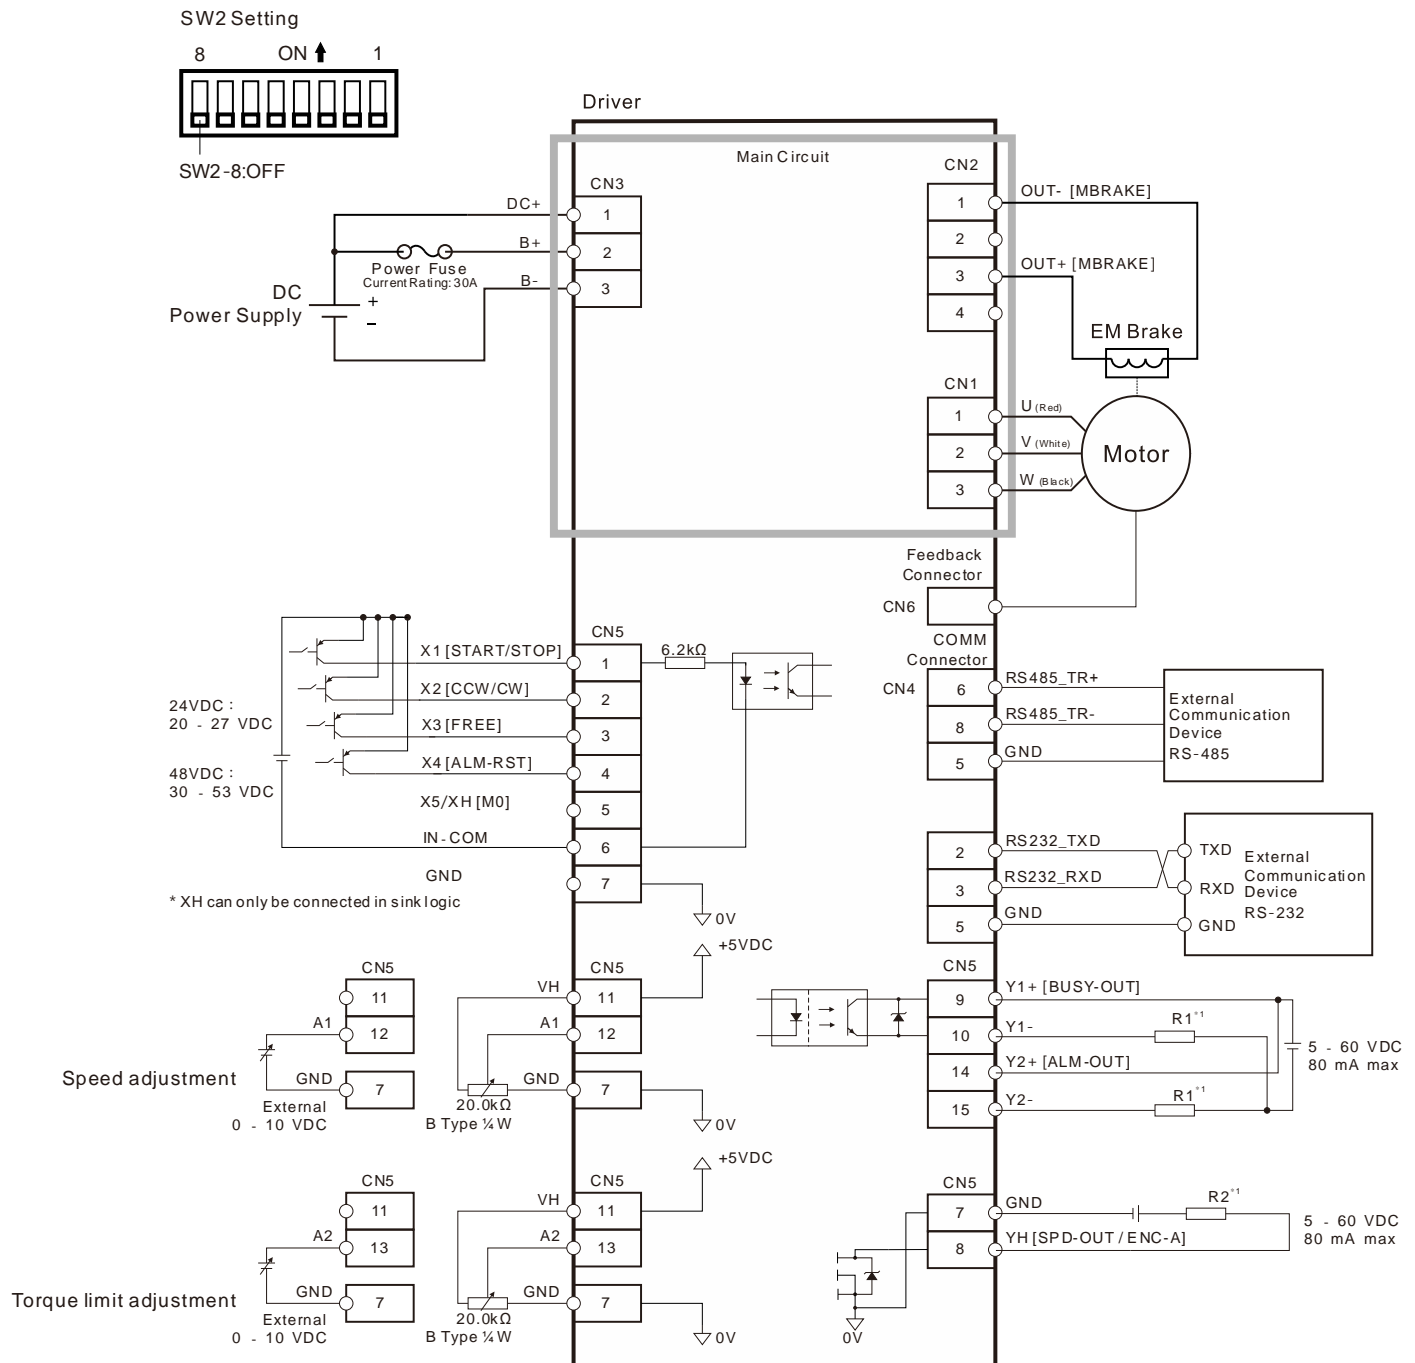 SW2 Setting
8 ON 1
SW2-8:OFF
Driver
Main Circuit
CN3
DC+ 1
B+ 2
B- 3
Power Fuse
Current Rating: 30A
DC
Power Supply
+
−
CN2
1 OUT- [MBRAKE]
2
3 OUT+ [MBRAKE]
4
EM Brake
CN1
1 U (Red)
2 V (White)
3 W (Black)
Motor
Feedback
Connector
CN6
CN5
X1 [START/STOP] 1
X2 [CCW/CW] 2
X3 [FREE] 3
X4 [ALM-RST] 4
X5/XH [M0] 5
IN-COM 6
GND 7
6.2kΩ
24VDC :
20 - 27 VDC
48VDC :
30 - 53 VDC
* XH can only be connected in sink logic
0V
COMM
Connector
CN4
6 RS485_TR+
8 RS485_TR-
5 GND
External
Communication
Device
RS-485
2 RS232_TXD
3 RS232_RXD
5 GND
TXD
RXD
GND
External
Communication
Device
RS-232
Speed adjustment
CN5
11
A1 12
GND 7
External
0 - 10 VDC
CN5
VH 11
A1 12
GND 7
20.0kΩ
B Type ¼ W
+5VDC
0V
CN5
9 Y1+ [BUSY-OUT]
10 Y1-
14 Y2+ [ALM-OUT]
15 Y2-
R1*1
R1*1
5 - 60 VDC
80 mA max
Torque limit adjustment
CN5
11
A2 13
GND 7
External
0 - 10 VDC
CN5
VH 11
A2 13
GND 7
20.0kΩ
B Type ¼ W
+5VDC
0V
CN5
7 GND
8 YH [SPD-OUT / ENC-A]
R2*1
5 - 60 VDC
80 mA max
0V